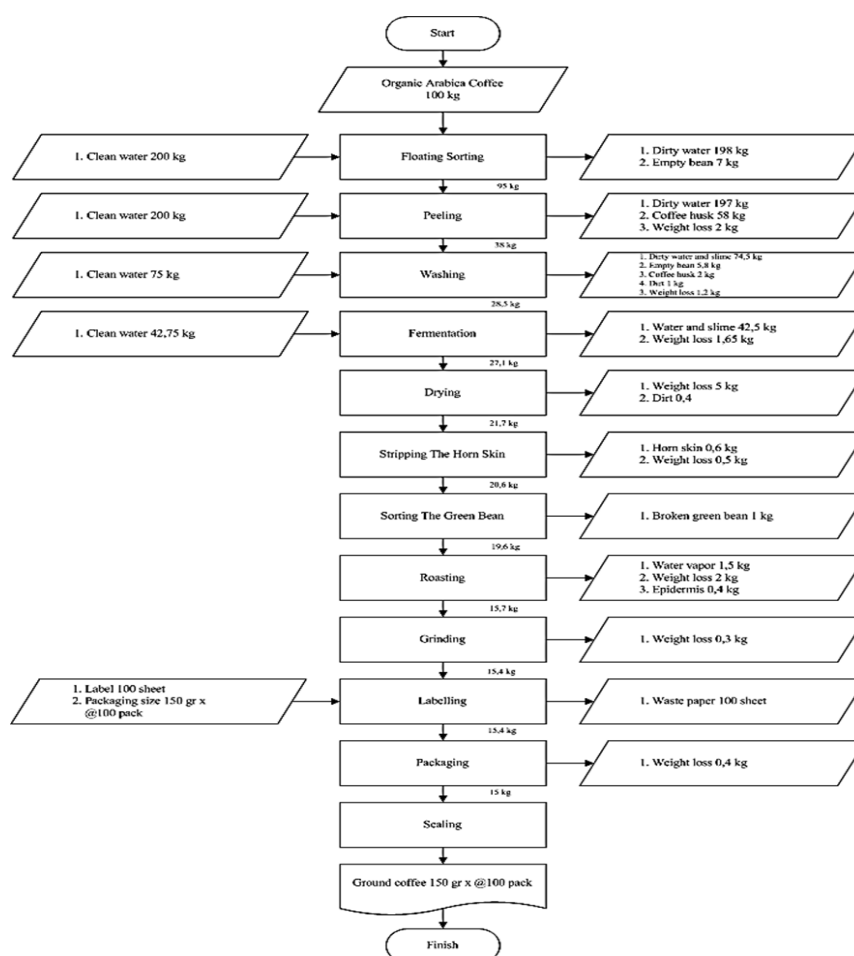 Start
Organic Arabica Coffee
100 kg
1. Clean water 200 kg
Floating Sorting
1. Dirty water 198 kg
2. Empty bean 7 kg
95 kg
1. Clean water 200 kg
Peeling
1. Dirty water 197 kg
2. Coffee husk 58 kg
3. Weight loss 2 kg
38 kg
1. Clean water 75 kg
Washing
1. Dirty water and slime 74,5 kg
2. Empty bean 5,8 kg
3. Coffee husk 2 kg
4. Dirt 1 kg
3. Weight loss 1,2 kg
28,5 kg
1. Clean water 42,75 kg
Fermentation
1. Water and slime 42,5 kg
2. Weight loss 1,65 kg
27,1 kg
Drying
1. Weight loss 5 kg
2. Dirt 0,4
21,7 kg
Stripping The Horn Skin
1. Horn skin 0,6 kg
2. Weight loss 0,5 kg
20,6 kg
Sorting The Green Bean
1. Broken green bean 1 kg
19,6 kg
Roasting
1. Water vapor 1,5 kg
2. Weight loss 2 kg
3. Epidermis 0,4 kg
15,7 kg
Grinding
1. Weight loss 0,3 kg
15,4 kg
1. Label 100 sheet
2. Packaging size 150 gr x
@100 pack
Labelling
1. Waste paper 100 sheet
15,4 kg
Packaging
1. Weight loss 0,4 kg
15 kg
Sealing
Ground coffee 150 gr x @100 pack
Finish